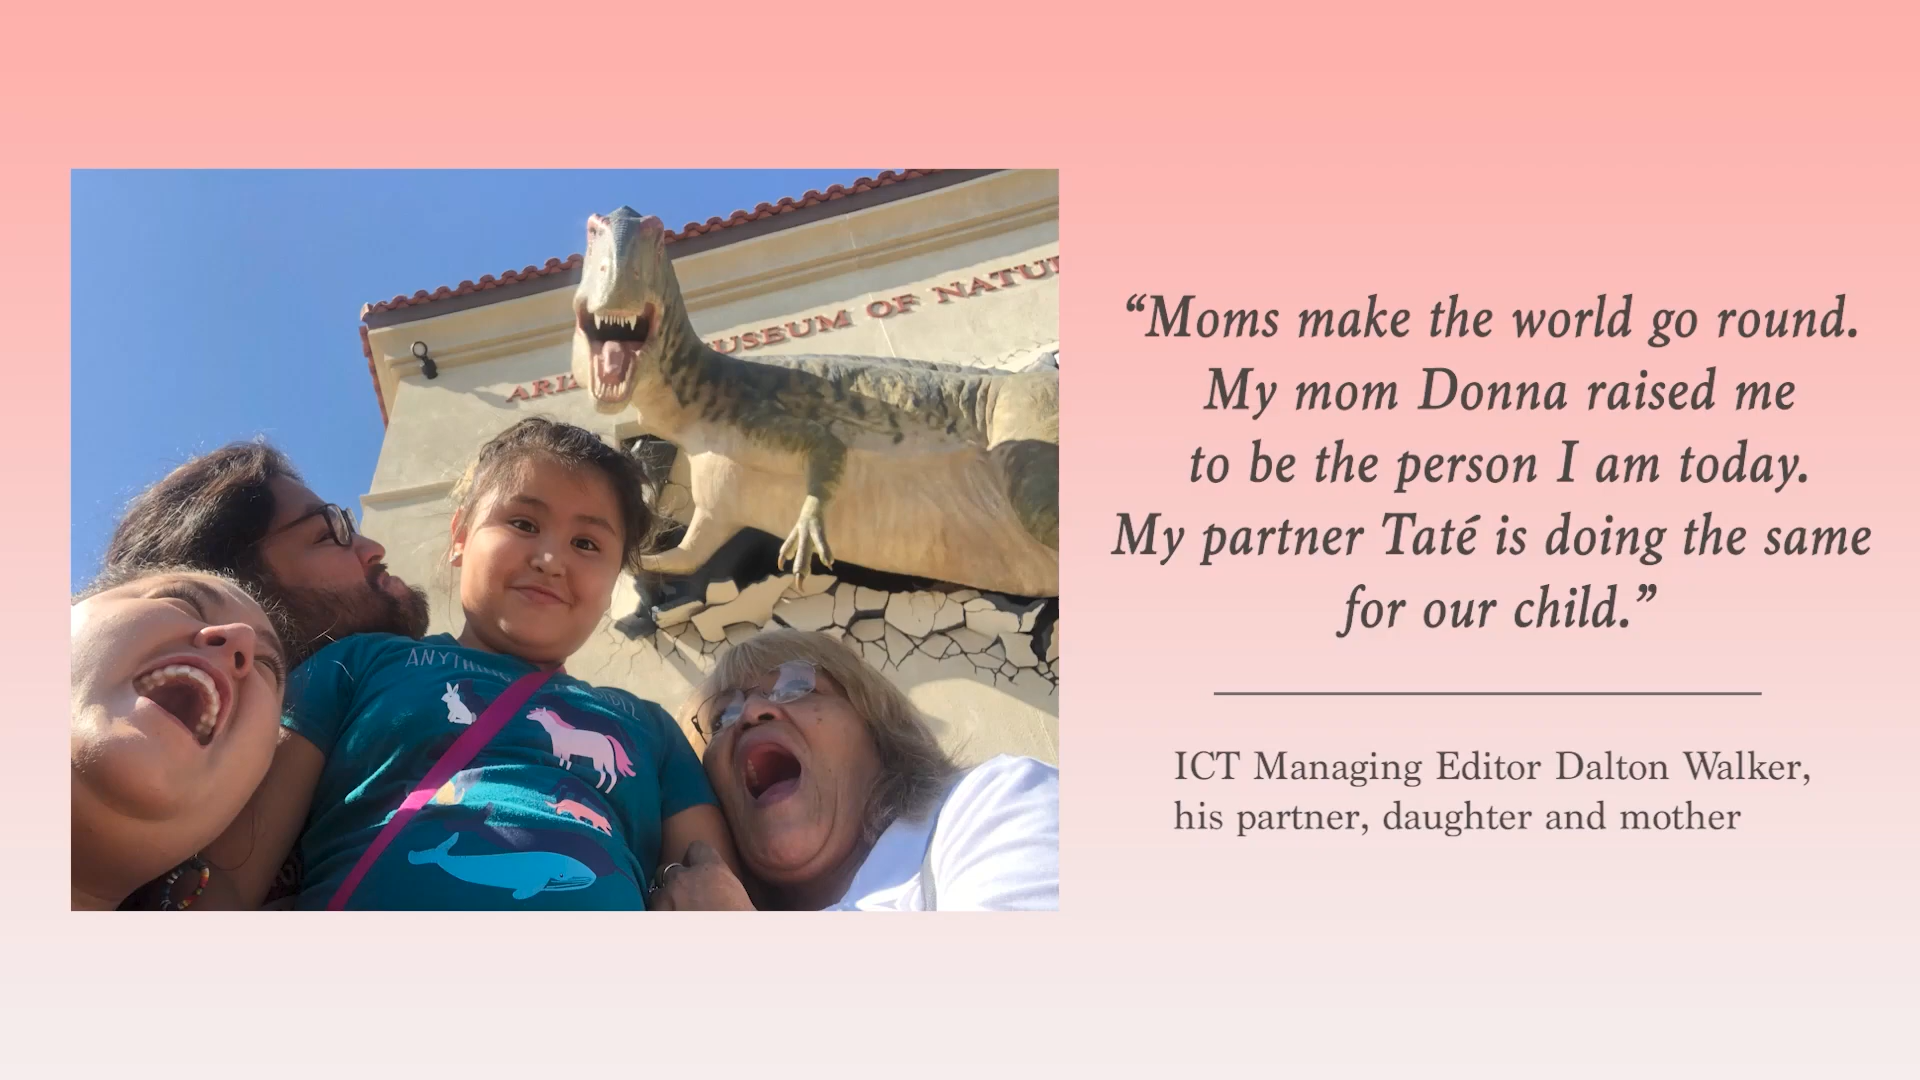 ARI
USEUM OF NATU
“Moms make the world go round.
My mom Donna raised me
to be the person I am today.
My partner Taté is doing the same
for our child.”
ICT Managing Editor Dalton Walker,
his partner, daughter and mother